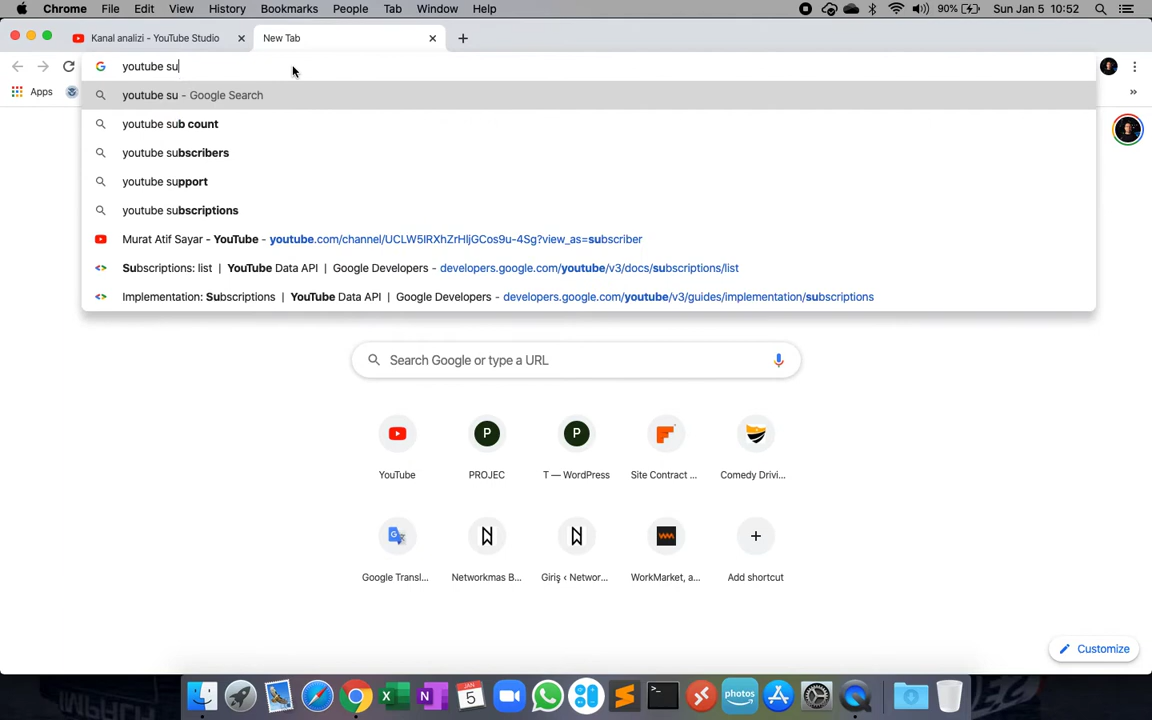 Chrome File Edit View History Bookmarks People Tab Window Help 90% Sun Jan 5 10:52
Kanal analizi - YouTube Studio New Tab
youtube su
Apps
youtube su - Google Search
youtube sub count
youtube subscribers
youtube support
youtube subscriptions
Murat Atif Sayar - YouTube - youtube.com/channel/UCLW5IRXhZrHIjGCos9u-4Sg?view_as=subscriber
Subscriptions: list | YouTube Data API | Google Developers - developers.google.com/youtube/v3/docs/subscriptions/list
Implementation: Subscriptions | YouTube Data API | Google Developers - developers.google.com/youtube/v3/guides/implementation/subscriptions
Search Google or type a URL
P P
YouTube PROJEC T — WordPress Site Contract ... Comedy Drivi...
Google Transl... Networkmas B... Giriş ‹ Networ... WorkMarket, a... Add shortcut
Customize
JAN
5
photos